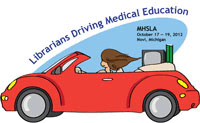 Librarians Driving Medical Education
MHSLA
October 17 - 19, 2012
Novi, Michigan